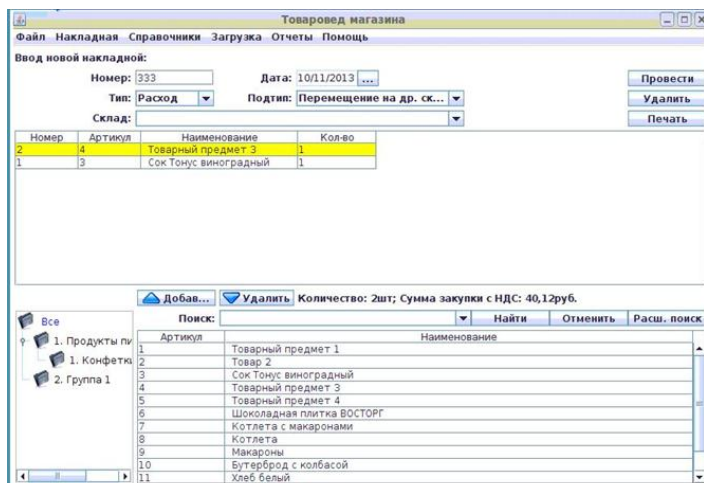 Товаровед магазина
Файл Накладная Справочники Загрузка Отчеты Помощь
Ввод новой накладной:
Номер: 333 Дата: 10/11/2013 ... Провести
Тип: Расход Подтип: Перемещение на др. ск... Удалить
Склад: Печать
Номер Артикул Наименование Кол-во
2 4 Товарный предмет 3 1
1 3 Сок Тонус виноградный 1
Добав... Удалить Количество: 2шт; Сумма закупки с НДС: 40,12руб.
Поиск: Найти Отменить Расш. поиск
Все
1. Продукты пи
1. Конфетки
2. Группа 1
Артикул Наименование
1 Товарный предмет 1
2 Товар 2
3 Сок Тонус виноградный
4 Товарный предмет 3
5 Товарный предмет 4
6 Шоколадная плитка ВОСТОРГ
7 Котлета с макаронами
8 Котлета
9 Макароны
10 Бутерброд с колбасой
11 Хлеб белый